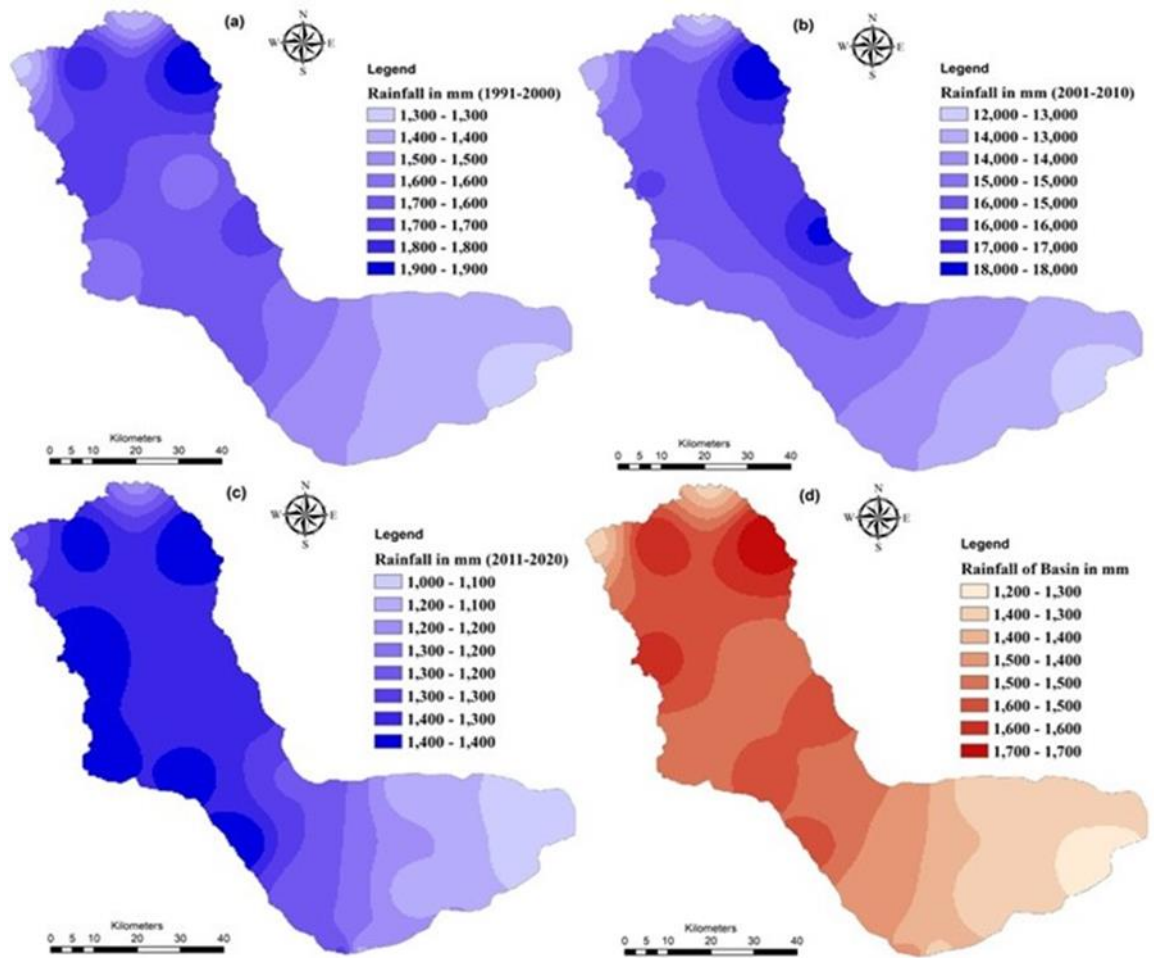 (a)
N
W E
S
Legend
Rainfall in mm (1991-2000)
1,300 - 1,300
1,400 - 1,400
1,500 - 1,500
1,600 - 1,600
1,700 - 1,600
1,700 - 1,700
1,800 - 1,800
1,900 - 1,900
Kilometers
0 5 10 20 30 40
(b)
N
W E
S
Legend
Rainfall in mm (2001-2010)
12,000 - 13,000
14,000 - 13,000
14,000 - 14,000
15,000 - 15,000
16,000 - 15,000
16,000 - 16,000
17,000 - 17,000
18,000 - 18,000
Kilometers
0 5 10 20 30 40
(c)
N
W E
S
Legend
Rainfall in mm (2011-2020)
1,000 - 1,100
1,200 - 1,100
1,200 - 1,200
1,300 - 1,200
1,300 - 1,200
1,300 - 1,300
1,400 - 1,300
1,400 - 1,400
Kilometers
0 5 10 20 30 40
(d)
N
W E
S
Legend
Rainfall of Basin in mm
1,200 - 1,300
1,400 - 1,300
1,400 - 1,400
1,500 - 1,400
1,500 - 1,500
1,600 - 1,500
1,600 - 1,600
1,700 - 1,700
Kilometers
0 5 10 20 30 40